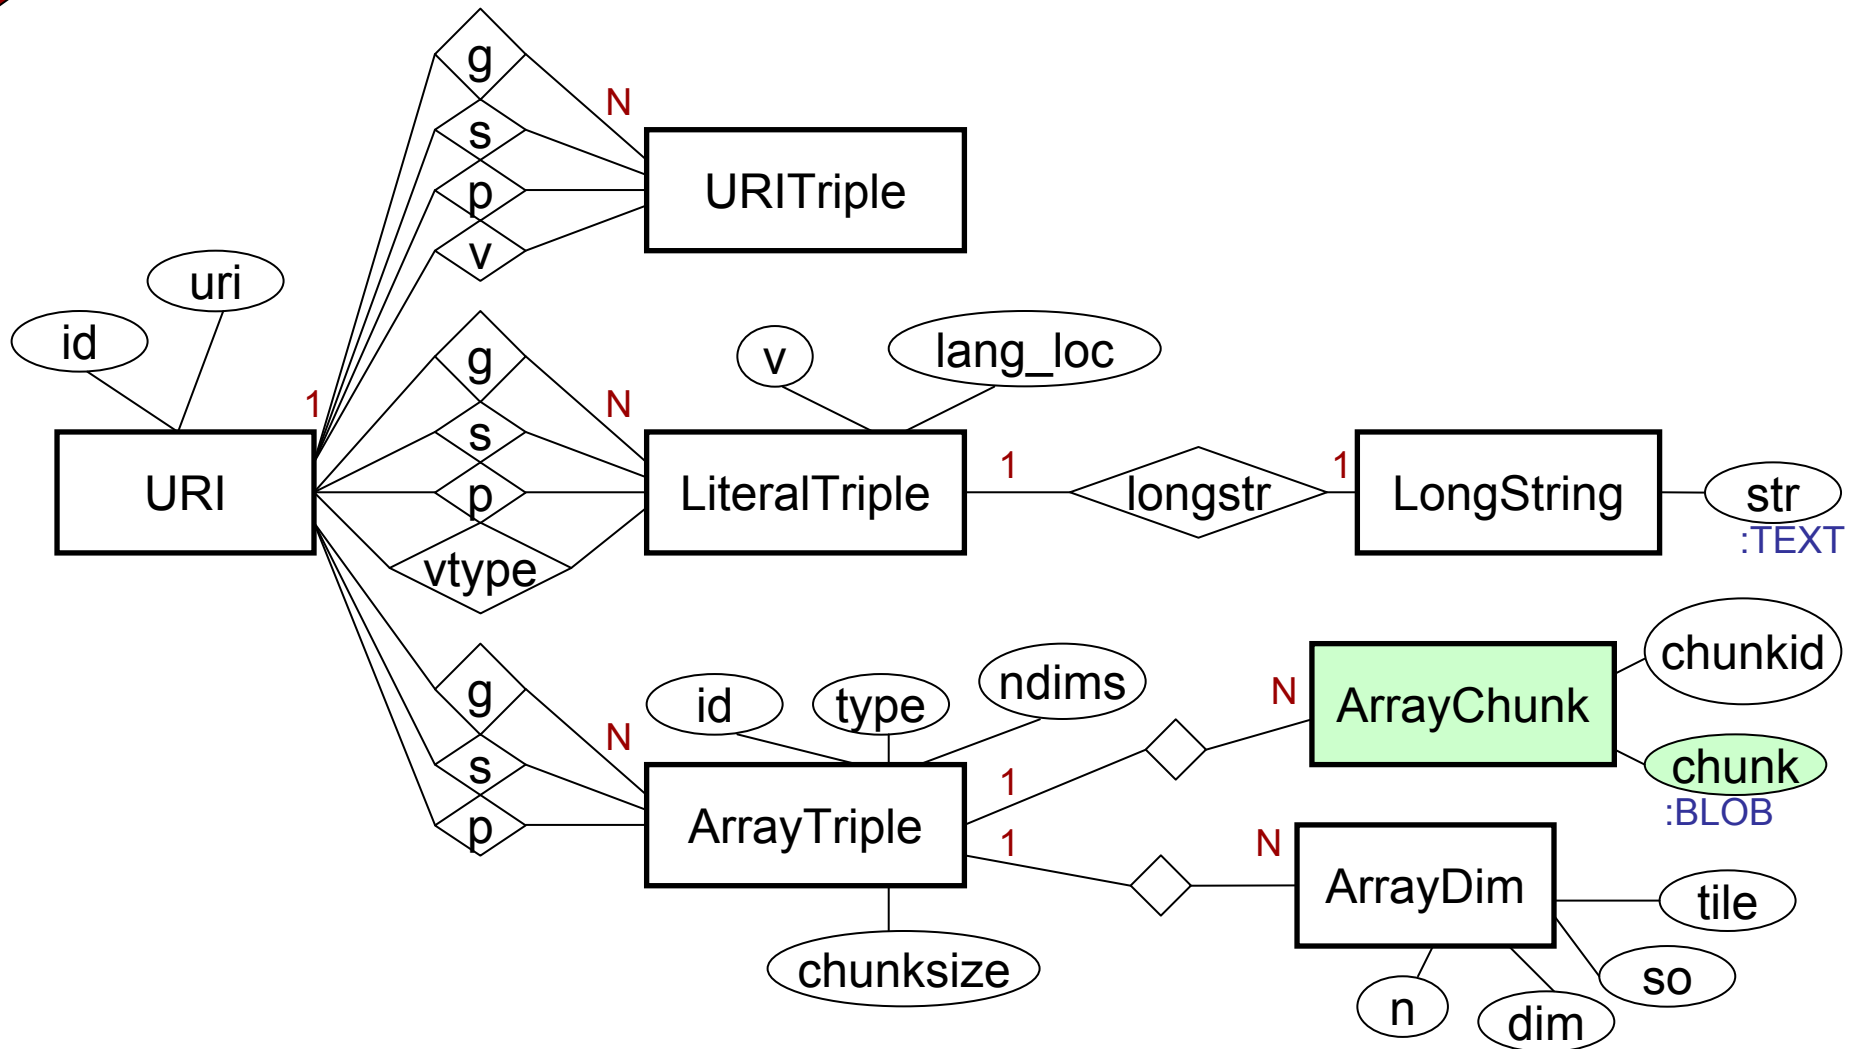 g
N
s
URITriple
p
v
uri
id
1
URI
g
N
s
p
vtype
v
lang_loc
LiteralTriple
1
longstr
1
LongString
str
:TEXT
g
N
s
p
id
type
ndims
ArrayTriple
chunksize
1
N
ArrayChunk
chunkid
chunk
:BLOB
1
N
ArrayDim
tile
so
dim
n